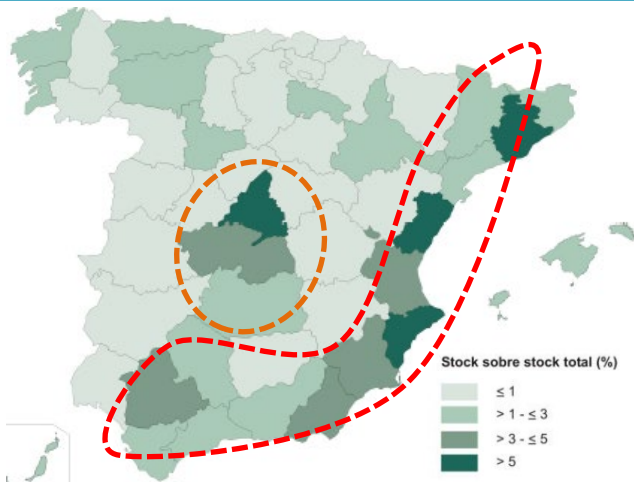 Stock sobre stock total (%)
≤ 1
> 1 - ≤ 3
> 3 - ≤ 5
> 5